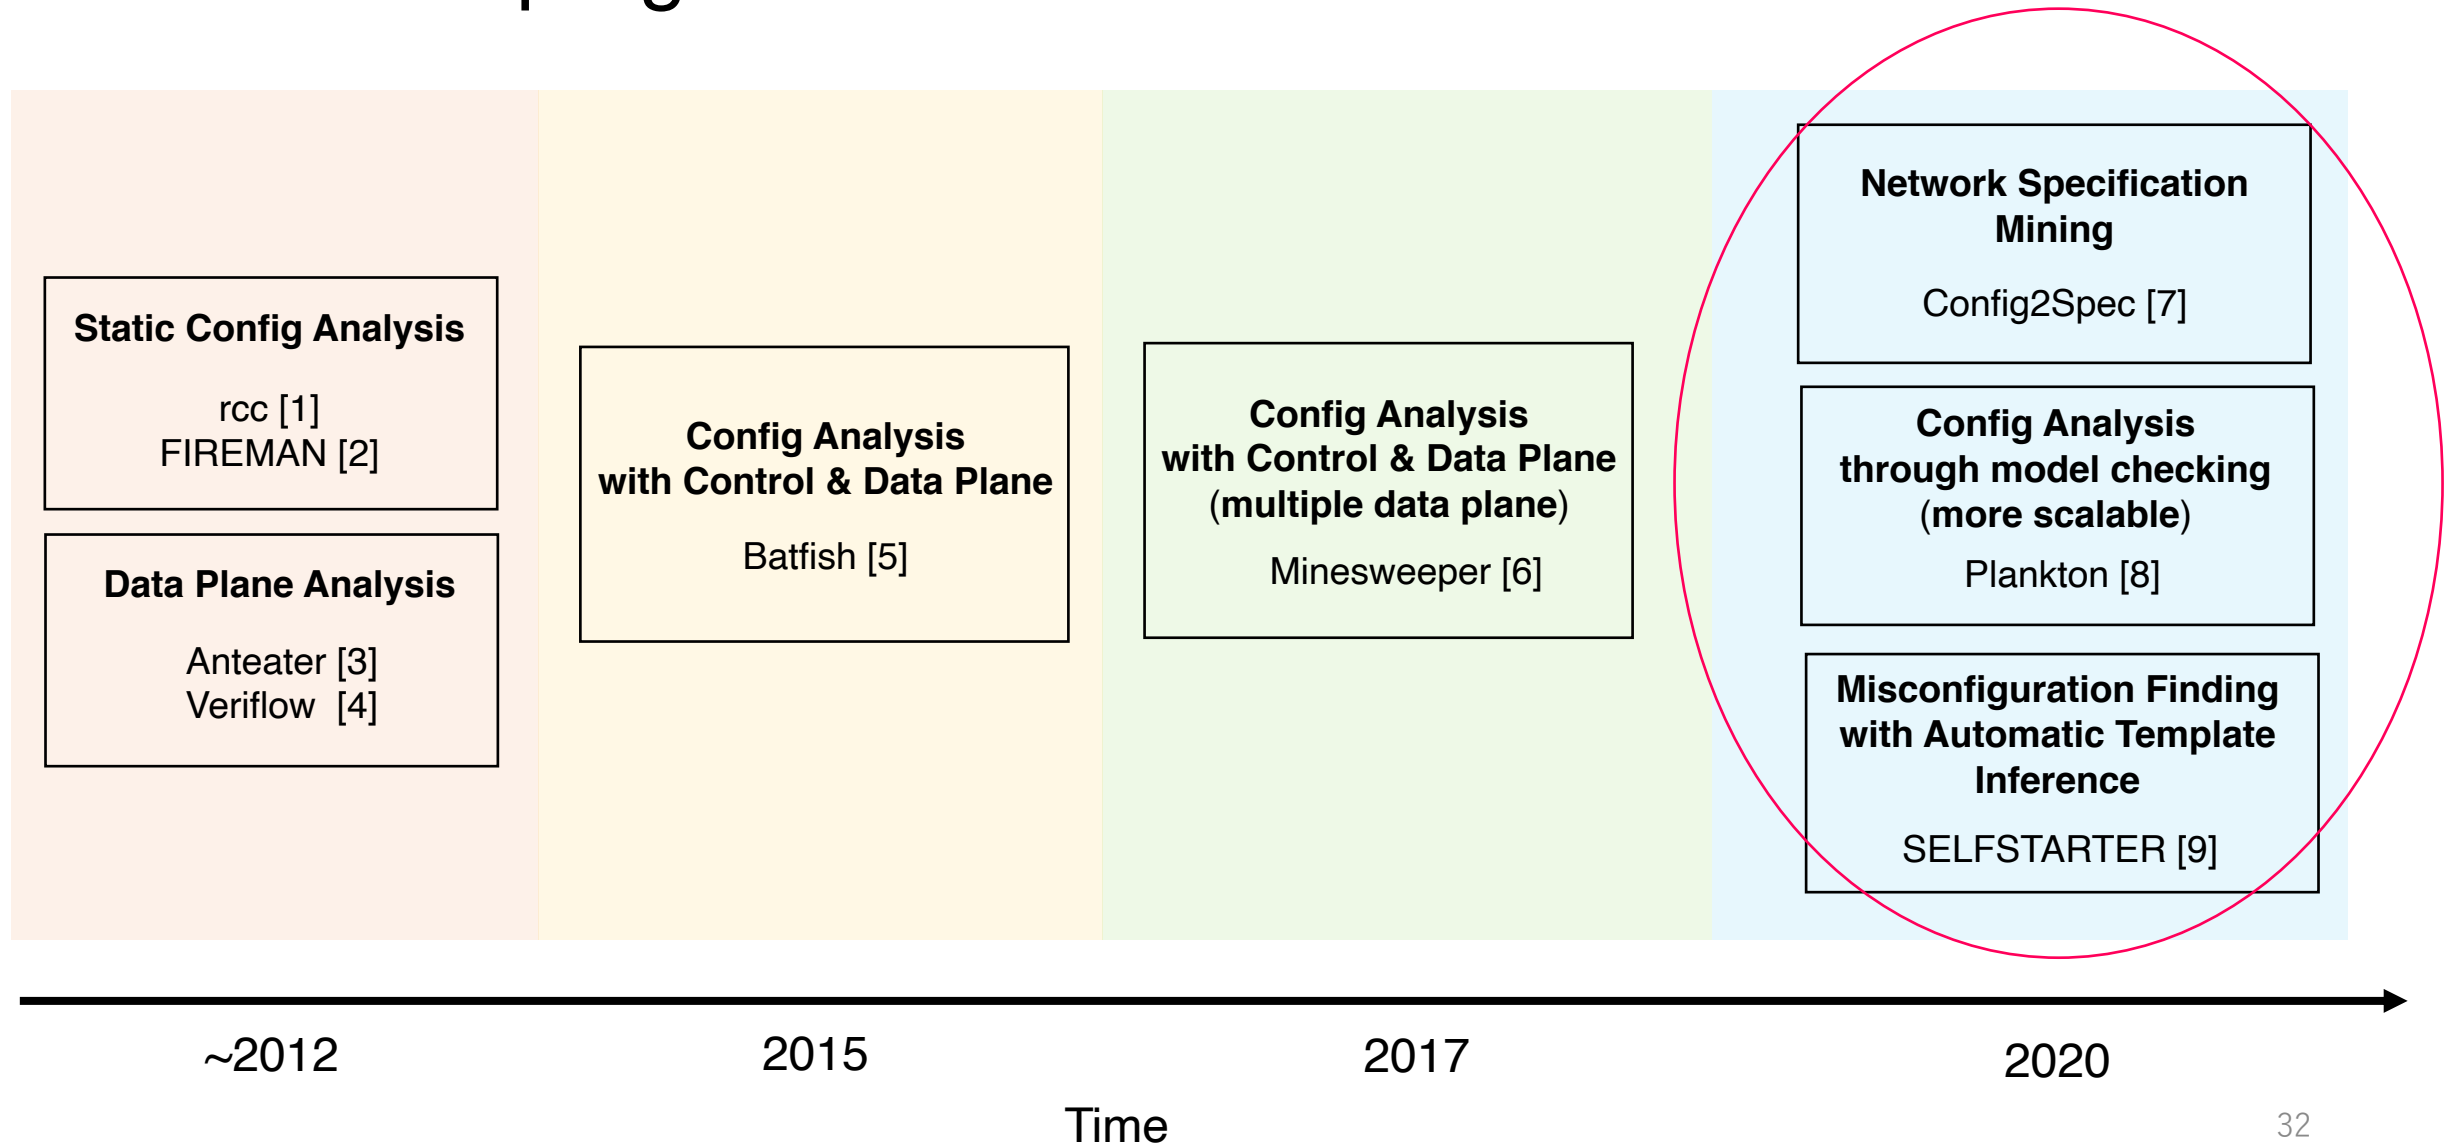 Static Config Analysis
rcc [1]
FIREMAN [2]
Data Plane Analysis
Anteater [3]
Veriflow [4]
Config Analysis
with Control & Data Plane
Batfish [5]
Config Analysis
with Control & Data Plane
(multiple data plane)
Minesweeper [6]
Network Specification
Mining
Config2Spec [7]
Config Analysis
through model checking
(more scalable)
Plankton [8]
Misconfiguration Finding
with Automatic Template
Inference
SELFSTARTER [9]
~2012
2015
2017
2020
Time
32